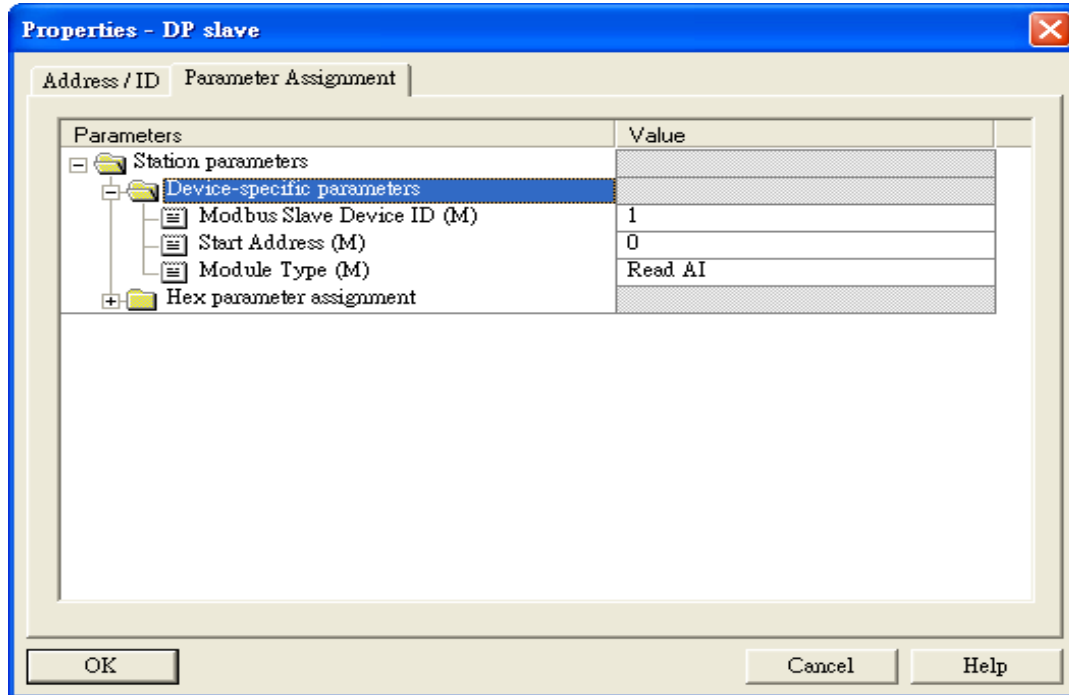 Properties - DP slave
Address / ID Parameter Assignment
Parameters Value
Station parameters
Device-specific parameters
Modbus Slave Device ID (M) 1
Start Address (M) 0
Module Type (M) Read AI
Hex parameter assignment
OK Cancel Help